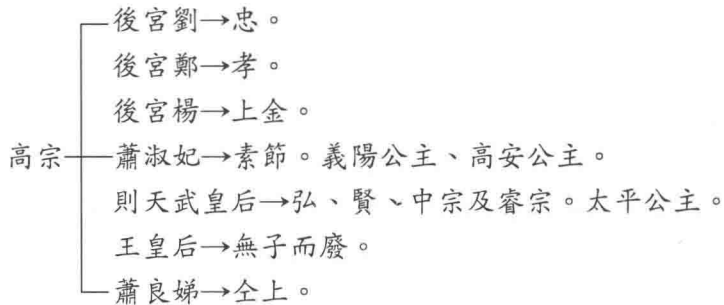 後宮劉→忠。
後宮鄭→孝。
後宮楊→上金。
高宗 蕭淑妃→素節。義陽公主、高安公主。
則天武皇后→弘、賢、中宗及睿宗。太平公主。
王皇后→無子而廢。
蕭良娣→仝上。